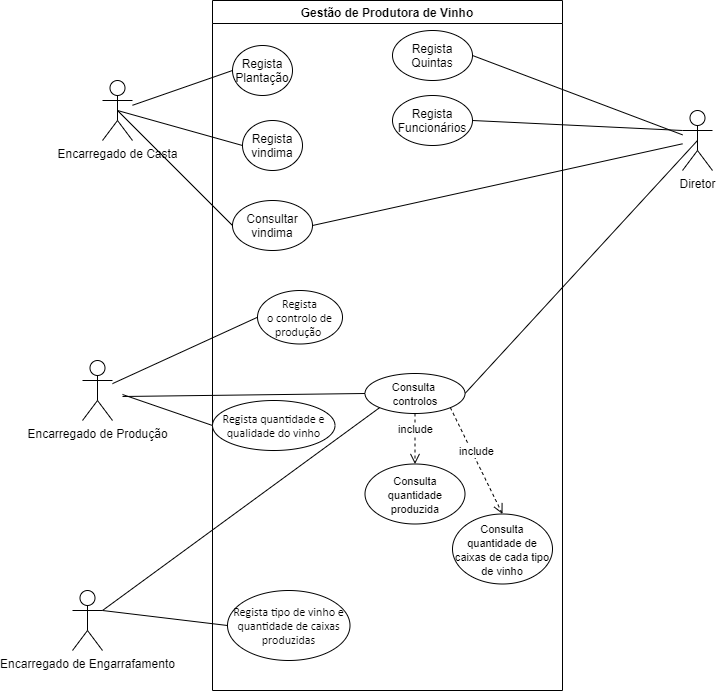 Gestão de Produtora de Vinho
Regista
Plantação
Regista
Quintas
Regista
vindima
Regista
Funcionários
Encarregado de Casta
Diretor
Consultar
vindima
Regista
o controlo de
produção
Consulta
controlos
Encarregado de Produção
Regista quantidade e
qualidade do vinho
include
include
Consulta
quantidade
produzida
Consulta
quantidade de
caixas de cada tipo
de vinho
Encarregado de Engarrafamento
Regista tipo de vinho e
quantidade de caixas
produzidas